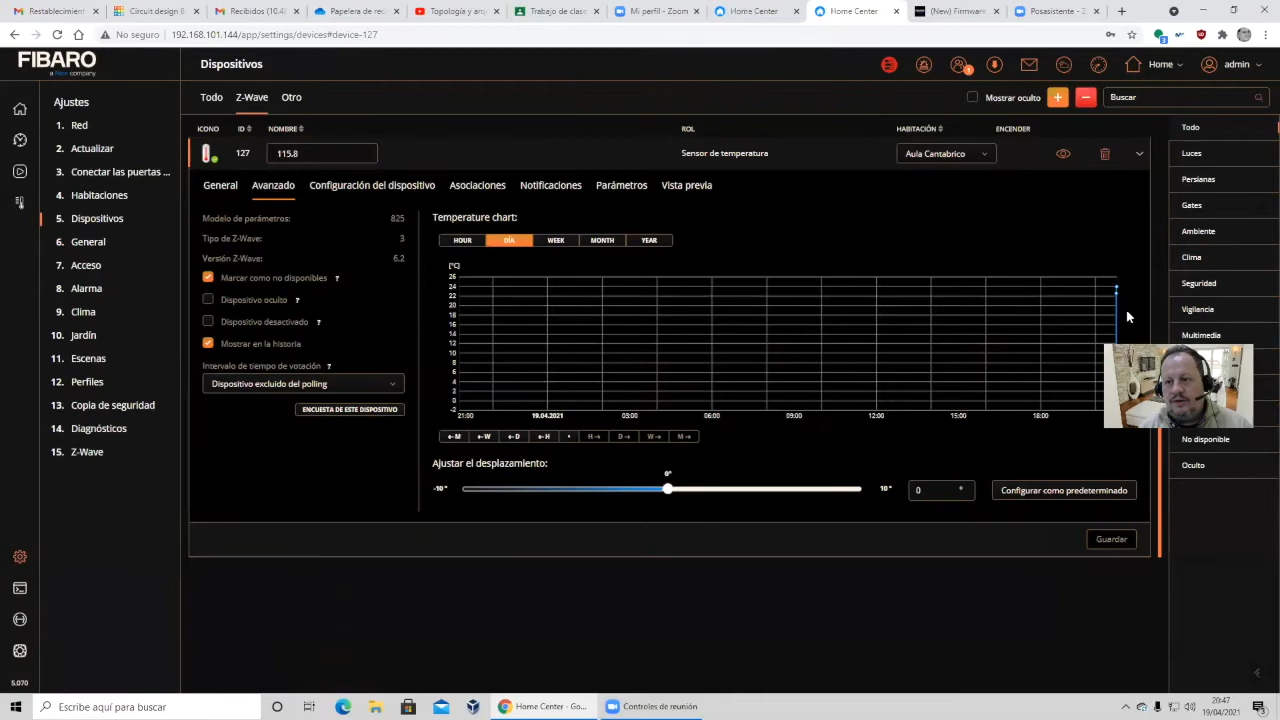 Restablecimiento
Circuit design B
Recibidos (10.4
Papelera de rec
Topología y arq
Trabajo de clase
Mi perfil - Zoom
Home Center
Home Center
(New) Firmware
Posasistente - Z
No seguro
192.168.101.144/app/settings/devices#device-127
FIBARO
a Nice company
Dispositivos
1
Home
admin
Ajustes
1. Red
2. Actualizar
3. Conectar las puertas ...
4. Habitaciones
5. Dispositivos
6. General
7. Acceso
8. Alarma
9. Clima
10. Jardín
11. Escenas
12. Perfiles
13. Copia de seguridad
14. Diagnósticos
15. Z-Wave
5.070
Todo Z-Wave Otro
Mostrar oculto
+
−
Buscar
ICONO ID NOMBRE ROL HABITACIÓN ENCENDER
127 115.8 Sensor de temperatura Aula Cantabrico
General Avanzado Configuración del dispositivo Asociaciones Notificaciones Parámetros Vista previa
Modelo de parámetros: 825
Tipo de Z-Wave: 3
Versión Z-Wave: 6.2
Marcar como no disponibles ?
Dispositivo oculto ?
Dispositivo desactivado ?
Mostrar en la historia
Intervalo de tiempo de votación ?
Dispositivo excluido del polling
ENCUESTA DE ESTE DISPOSITIVO
Temperature chart:
HOUR DÍA WEEK MONTH YEAR
[°C]
26
24
22
20
18
16
14
12
10
8
6
4
2
0
-2
21:00 19.04.2021 03:00 06:00 09:00 12:00 15:00 18:00
←M ←W ←D ←H • H→ D→ W→ M→
Ajustar el desplazamiento:
0°
-10° 10° 0 ° Configurar como predeterminado
Guardar
Todo
Luces
Persianas
Gates
Ambiente
Clima
Seguridad
Vigilancia
Multimedia
No disponible
Oculto
Escribe aquí para buscar
Home Center - Go...
Controles de reunión
20:47
19/04/2021
3